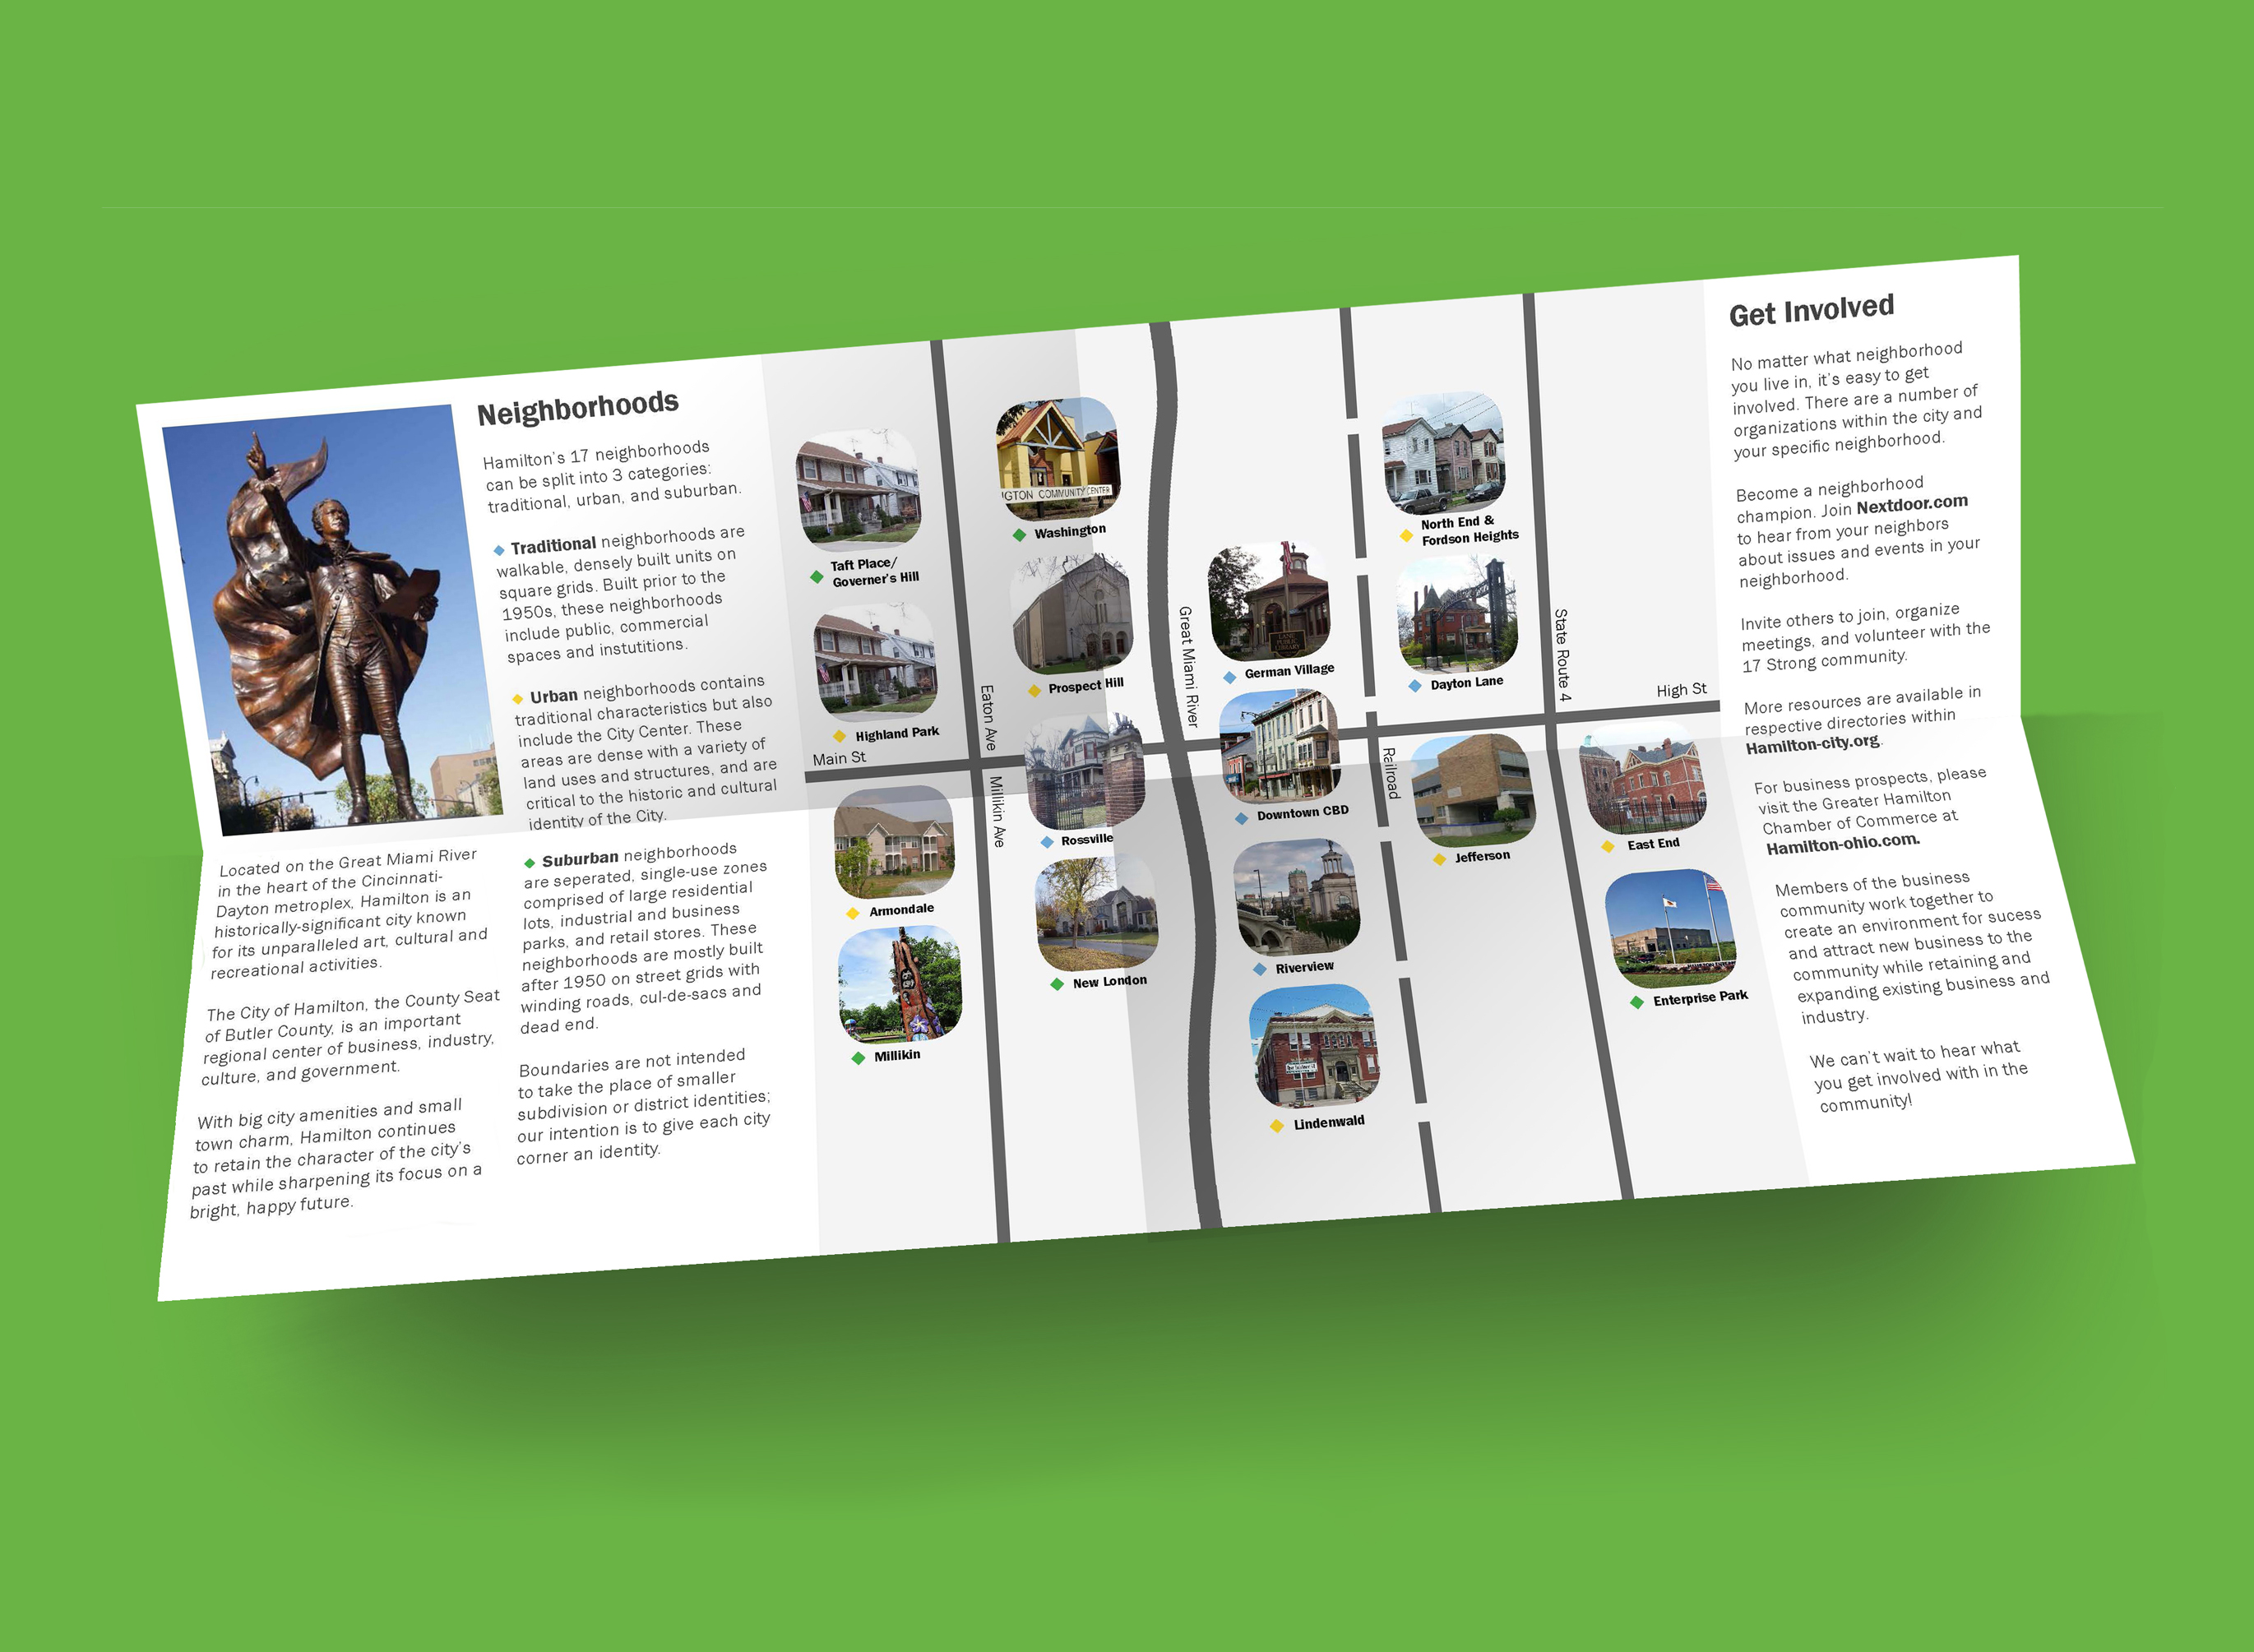 Located on the Great Miami River
in the heart of the Cincinnati-
Dayton metroplex, Hamilton is an
historically-significant city known
for its unparalleled art, cultural and
recreational activities.
The City of Hamilton, the County Seat
of Butler County, is an important
regional center of business, industry,
culture, and government.
With big city amenities and small
town charm, Hamilton continues
to retain the character of the city's
past while sharpening its focus on a
bright, happy future.
Neighborhoods
Hamilton's 17 neighborhoods
can be split into 3 categories:
traditional, urban, and suburban.
Traditional neighborhoods are
walkable, densely built units on
square grids. Built prior to the
1950s, these neighborhoods
include public, commercial
spaces and instutitions.
Urban neighborhoods contains
traditional characteristics but also
include the City Center. These
areas are dense with a variety of
land uses and structures, and are
critical to the historic and cultural
identity of the City.
Suburban neighborhoods
are seperated, single-use zones
comprised of large residential
lots, industrial and business
parks, and retail stores. These
neighborhoods are mostly built
after 1950 on street grids with
winding roads, cul-de-sacs and
dead end.
Boundaries are not intended
to take the place of smaller
subdivision or district identities;
our intention is to give each city
corner an identity.
Taft Place/
Governer's Hill
Highland Park
Main St
Armondale
Millikin
Eaton Ave
Millikin Ave
IGTON COMMUNITY CENTER
Washington
Prospect Hill
Rossville
New London
Great Miami River
LANE
PUBLIC
LIBRARY
German Village
Downtown CBD
Riverview
Lindenwald
Railroad
North End &
Fordson Heights
Dayton Lane
Jefferson
State Route 4
High St
East End
Enterprise Park
Get Involved
No matter what neighborhood
you live in, it's easy to get
involved. There are a number of
organizations within the city and
your specific neighborhood.
Become a neighborhood
champion. Join Nextdoor.com
to hear from your neighbors
about issues and events in your
neighborhood.
Invite others to join, organize
meetings, and volunteer with the
17 Strong community.
More resources are available in
respective directories within
Hamilton-city.org.
For business prospects, please
visit the Greater Hamilton
Chamber of Commerce at
Hamilton-ohio.com.
Members of the business
community work together to
create an environment for sucess
and attract new business to the
community while retaining and
expanding existing business and
industry.
We can't wait to hear what
you get involved with in the
community!